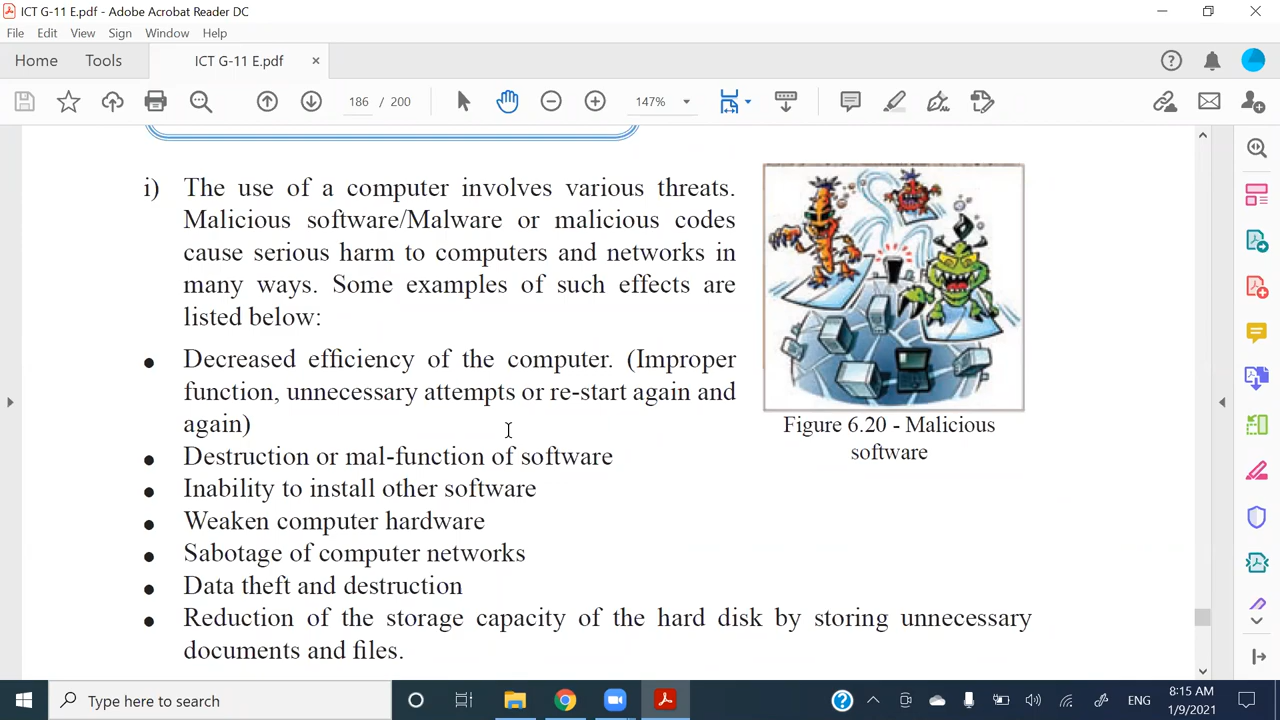 ICT G-11 E.pdf - Adobe Acrobat Reader DC
File Edit View Sign Window Help
Home Tools ICT G-11 E.pdf ×
186 / 200 147%
i) The use of a computer involves various threats.
Malicious software/Malware or malicious codes
cause serious harm to computers and networks in
many ways. Some examples of such effects are
listed below:
• Decreased efficiency of the computer. (Improper
function, unnecessary attempts or re-start again and
again)
Figure 6.20 - Malicious
software
• Destruction or mal-function of software
• Inability to install other software
• Weaken computer hardware
• Sabotage of computer networks
• Data theft and destruction
• Reduction of the storage capacity of the hard disk by storing unnecessary
documents and files.
Type here to search
ENG
8:15 AM
1/9/2021